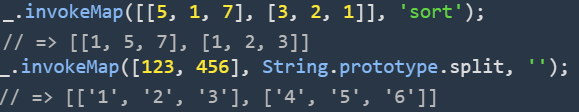 _.invokeMap([[5, 1, 7], [3, 2, 1]], 'sort');
// => [[1, 5, 7], [1, 2, 3]]
_.invokeMap([123, 456], String.prototype.split, '');
// => [['1', '2', '3'], ['4', '5', '6']]